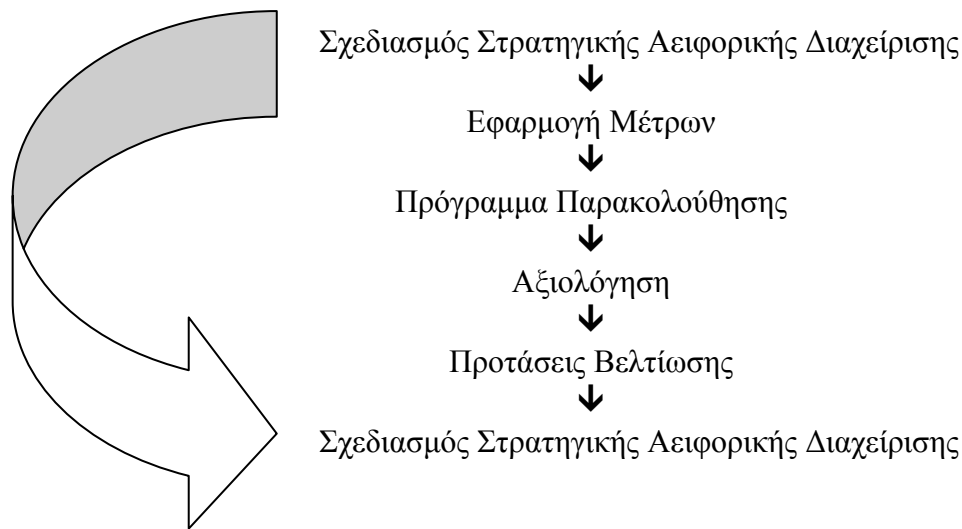 Σχεδιασμός Στρατηγικής Αειφορικής Διαχείρισης
Εφαρμογή Μέτρων
Πρόγραμμα Παρακολούθησης
Αξιολόγηση
Προτάσεις Βελτίωσης
Σχεδιασμός Στρατηγικής Αειφορικής Διαχείρισης